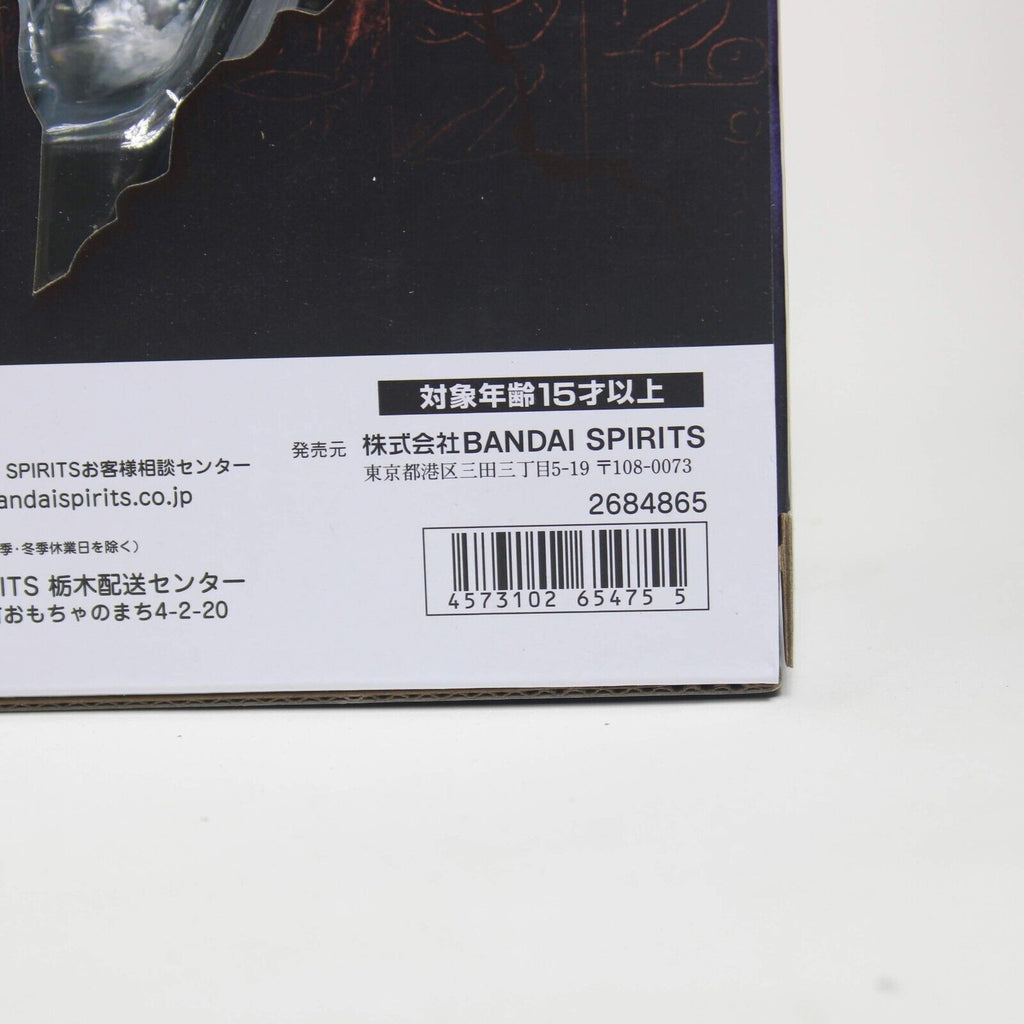 対象年齢15才以上
発売元 株式会社BANDAI SPIRITS
東京都港区三田三丁目5-19 〒108-0073
2684865
4573102 65475 5
SPIRITSお客様相談センター
andaispirits.co.jp
季・冬季休業日を除く）
ITS 栃木配送センター
おもちゃのまち4-2-20